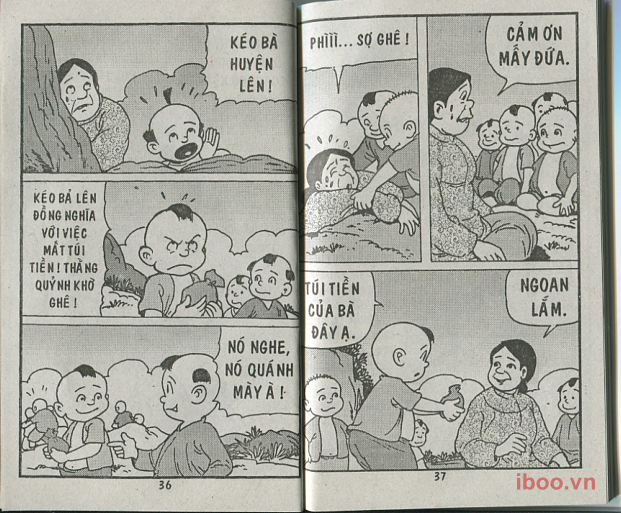 KÉO BÀ
HUYỆN
LÊN !
KÉO BẢ LÊN
ĐỒNG NGHĨA
VỚI VIỆC
MẤT TÚI
TIỀN ! THẰNG
QUỶNH KHỜ
GHÊ !
NÓ NGHE,
NÓ QUÁNH
MÀY À !
36
PHÌÌÌ... SỢ GHÊ !
CẢM ƠN
MẤY ĐỨA.
TÚI TIỀN
CỦA BÀ
ĐÂY Ạ.
NGOAN
LẮM.
37
iboo.vn